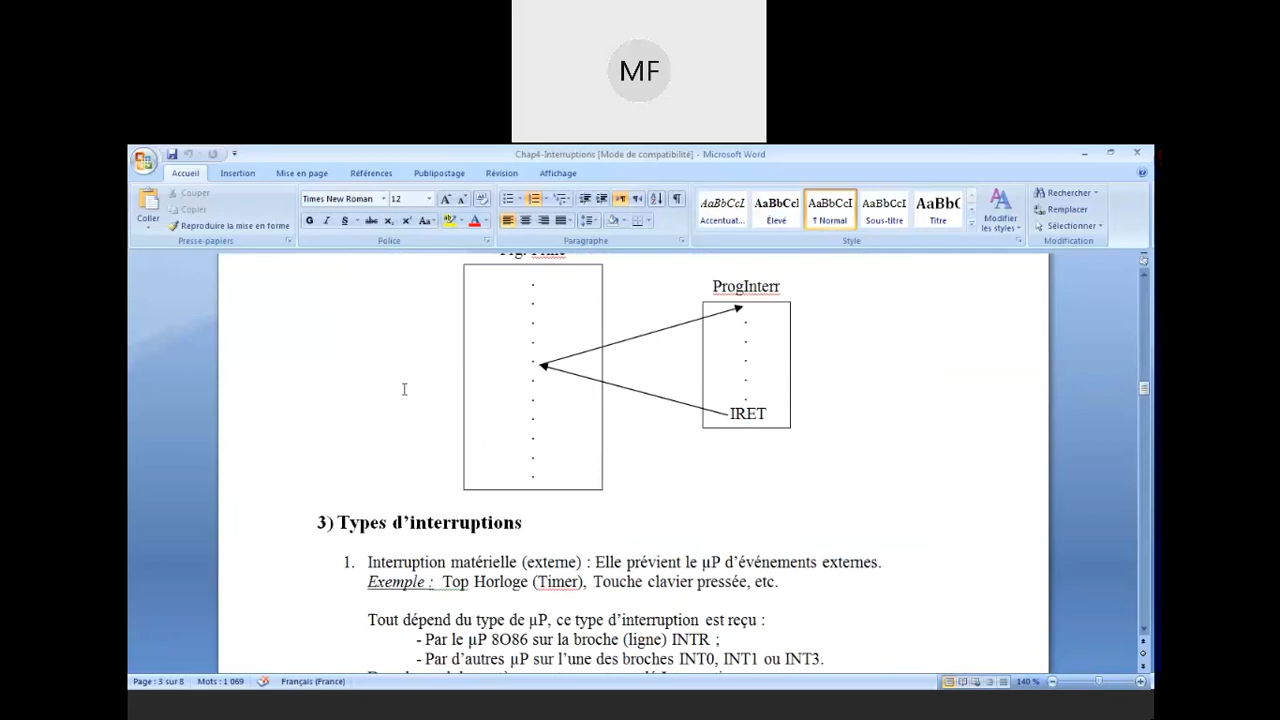 MF
Chap4-Interruptions [Mode de compatibilité] - Microsoft Word
Accueil Insertion Mise en page Références Publipostage Révision Affichage
Coller
Couper
Copier
Reproduire la mise en forme
Presse-papiers
Times New Roman 12
G I S abc x₂ x² Aa
Police
Paragraphe
AaBbCcI AaBbCcI AaBbCcI AaBbCcI AaBbC
Accentuat... Élevé ¶ Normal Sous-titre Titre
Modifier
les styles
Style
Rechercher
Remplacer
Sélectionner
Modification
ProgInterr
IRET
3) Types d’interruptions
1. Interruption matérielle (externe) : Elle prévient le µP d’événements externes.
Exemple : Top Horloge (Timer), Touche clavier pressée, etc.
Tout dépend du type de µP, ce type d’interruption est reçu :
- Par le µP 8O86 sur la broche (ligne) INTR ;
- Par d’autres µP sur l’une des broches INT0, INT1 ou INT3.
Page : 3 sur 8 Mots : 1 069 Français (France) 140 %